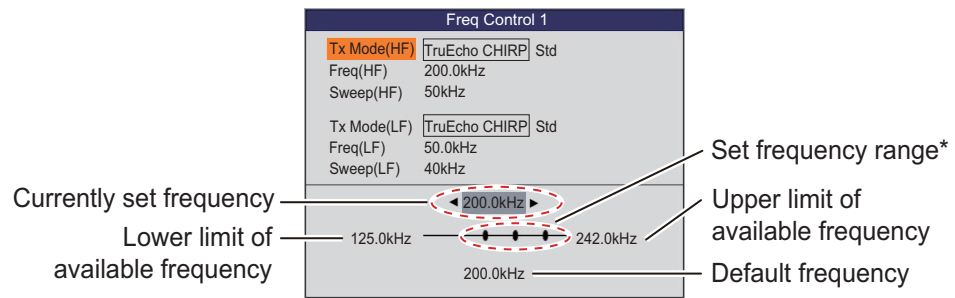 Freq Control 1
Tx Mode(HF) TruEcho CHIRP Std
Freq(HF) 200.0kHz
Sweep(HF) 50kHz
Tx Mode(LF) TruEcho CHIRP Std
Freq(LF) 50.0kHz
Sweep(LF) 40kHz
Set frequency range*
Currently set frequency
◄ 200.0kHz ►
Upper limit of
available frequency
Lower limit of
available frequency
125.0kHz
242.0kHz
200.0kHz
Default frequency